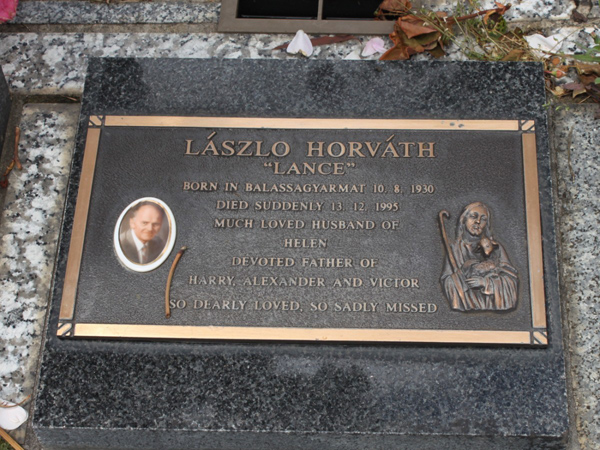 LÁSZLO HORVÁTH
"LANCE"
BORN IN BALASSAGYARMAT 10. 8. 1930
DIED SUDDENLY 13. 12. 1995
MUCH LOVED HUSBAND OF
HELEN
DEVOTED FATHER OF
HARRY, ALEXANDER AND VICTOR
SO DEARLY LOVED, SO SADLY MISSED